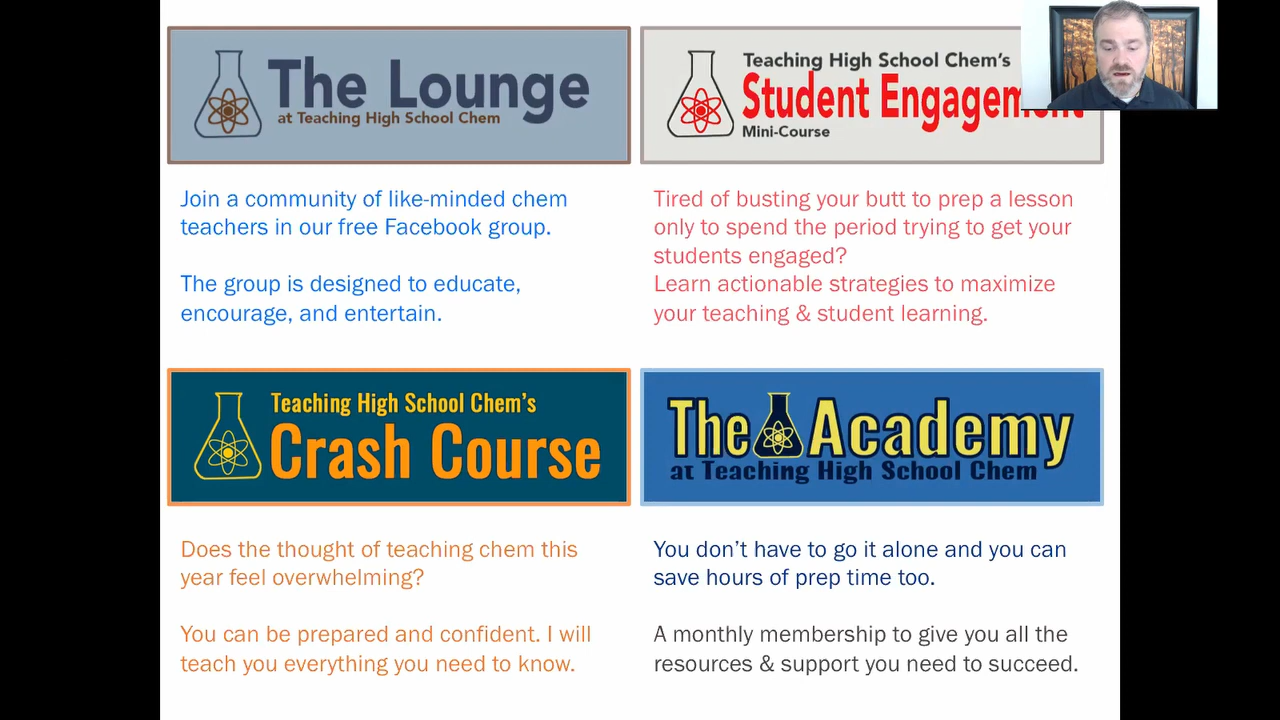 The Lounge
at Teaching High School Chem
Join a community of like-minded chem
teachers in our free Facebook group.
The group is designed to educate,
encourage, and entertain.
Teaching High School Chem's
Student Engagement
Mini-Course
Tired of busting your butt to prep a lesson
only to spend the period trying to get your
students engaged?
Learn actionable strategies to maximize
your teaching & student learning.
Teaching High School Chem's
Crash Course
Does the thought of teaching chem this
year feel overwhelming?
You can be prepared and confident. I will
teach you everything you need to know.
The Academy
at Teaching High School Chem
You don't have to go it alone and you can
save hours of prep time too.
A monthly membership to give you all the
resources & support you need to succeed.